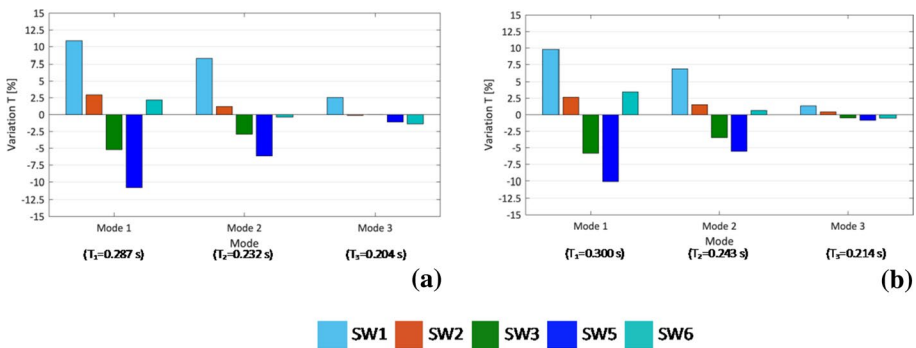 15
12.5
10
7.5
5
2.5
0
-2.5
-5
-7.5
-10
-12.5
-15
Variation T [%]
Mode 1 Mode 2 Mode 3
Mode
(T₁=0.287 s) (T₂=0.232 s) (T₃=0.204 s)
(a)
15
12.5
10
7.5
5
2.5
0
-2.5
-5
-7.5
-10
-12.5
-15
Variation T [%]
Mode 1 Mode 2 Mode 3
Mode
(T₁=0.300 s) (T₂=0.243 s) (T₃=0.214 s)
(b)
SW1 SW2 SW3 SW5 SW6